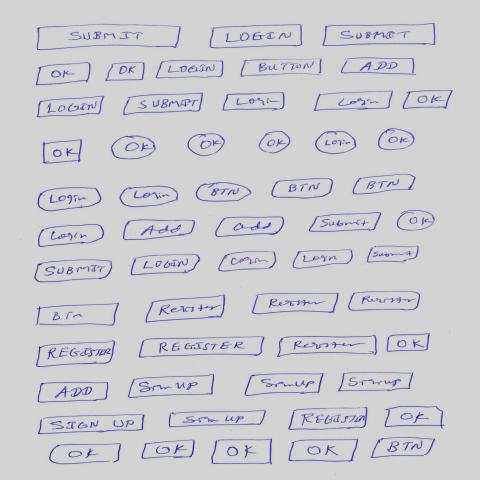 SUBMIT LOGIN SUBMIT
OK OK LOGIN BUTTON ADD
LOGIN SUBMIT Login Login OK
OK OK OK OK Login OK
Login Login BTN BTN BTN
Login Add add Submit OK
SUBMIT LOGIN Login Login Submit
Btn Register Register Register
REGISTER REGISTER Register OK
ADD SignUp SignUp Signup
SIGN UP Sign Up REGISTER OK
OK OK OK OK BTN